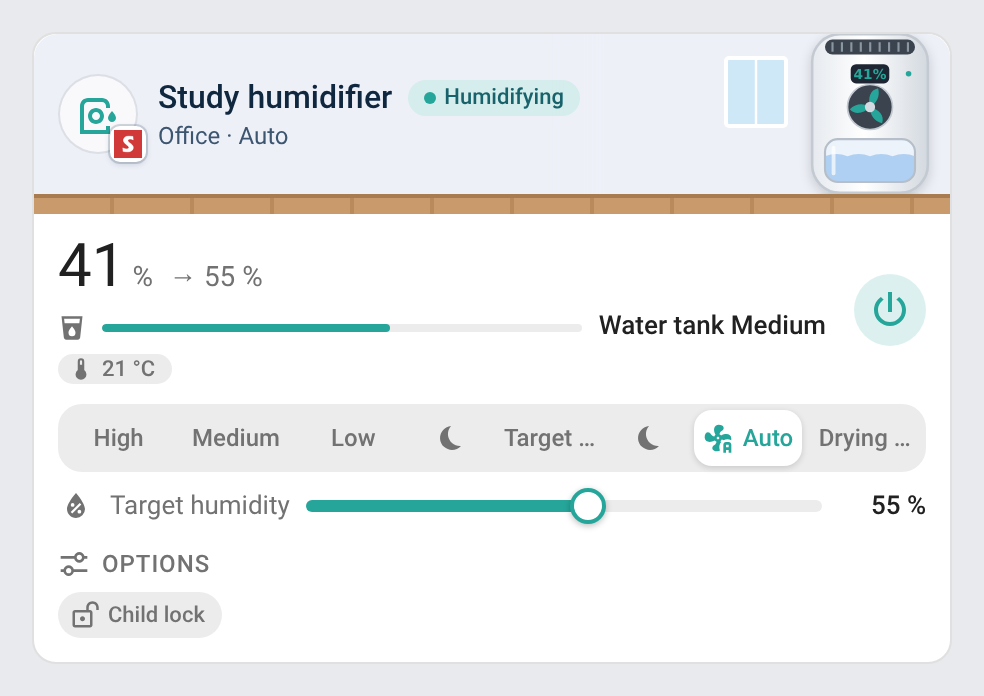 Study humidifier
Humidifying
Office · Auto
S
41%
41 % → 55 %
Water tank Medium
21 °C
High Medium Low Target ... A Auto Drying ...
Target humidity 55 %
OPTIONS
Child lock